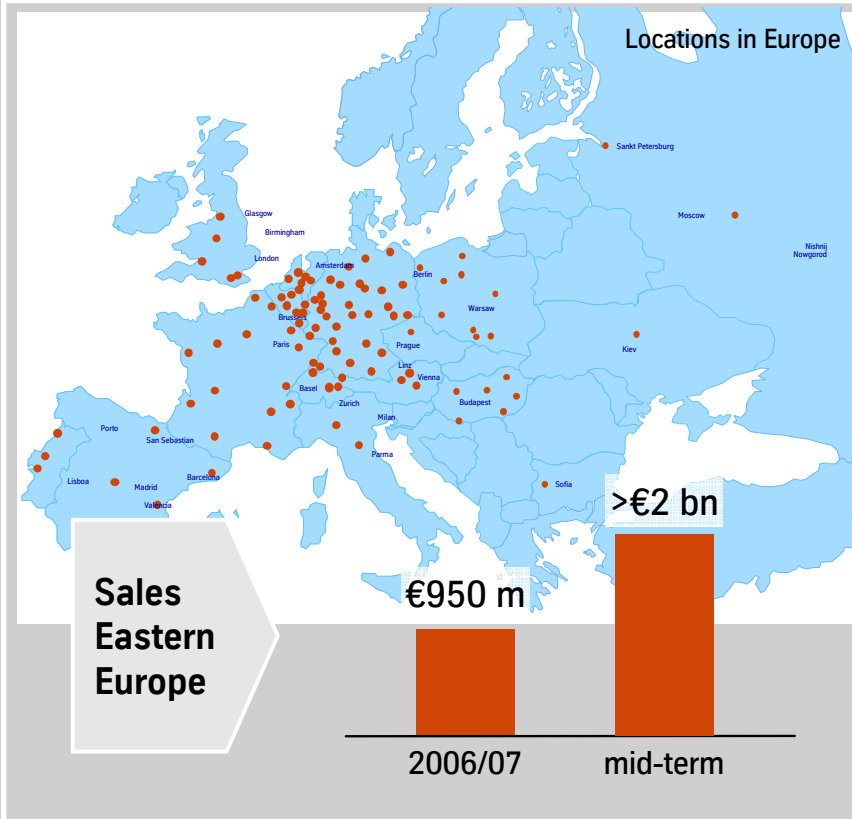 Locations in Europe
Sankt Petersburg
Glasgow
Moscow
Birmingham
Nishnij
Nowgorod
London
Amsterdam
Berlin
Warsaw
Brussels
Kiev
Paris
Prague
Linz
Vienna
Basel
Zurich
Budapest
Milan
Porto
San Sebastian
Parma
Barcelona
Lisboa
Madrid
Sofia
Valencia
>€2 bn
€950 m
Sales
Eastern
Europe
2006/07
mid-term